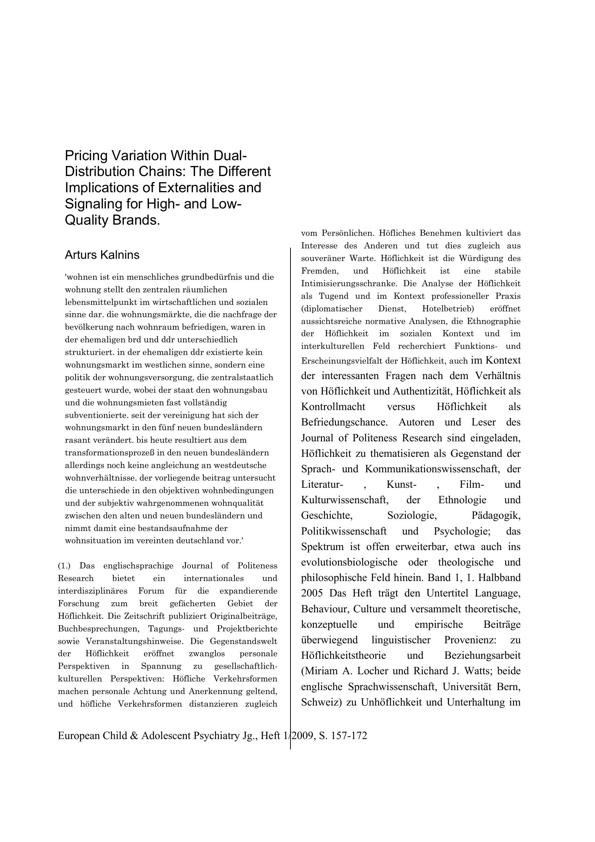 Pricing Variation Within Dual-
Distribution Chains: The Different
Implications of Externalities and
Signaling for High- and Low-
Quality Brands.
Arturs Kalnins
'wohnen ist ein menschliches grundbedürfnis und die
wohnung stellt den zentralen räumlichen
lebensmittelpunkt im wirtschaftlichen und sozialen
sinne dar. die wohnungsmärkte, die die nachfrage der
bevölkerung nach wohnraum befriedigen, waren in
der ehemaligen brd und ddr unterschiedlich
strukturiert. in der ehemaligen ddr existierte kein
wohnungsmarkt im westlichen sinne, sondern eine
politik der wohnungsversorgung, die zentralstaatlich
gesteuert wurde, wobei der staat den wohnungsbau
und die wohnungsmieten fast vollständig
subventionierte. seit der vereinigung hat sich der
wohnungsmarkt in den fünf neuen bundesländern
rasant verändert. bis heute resultiert aus dem
transformationsprozeß in den neuen bundesländern
allerdings noch keine angleichung an westdeutsche
wohnverhältnisse. der vorliegende beitrag untersucht
die unterschiede in den objektiven wohnbedingungen
und der subjektiv wahrgenommenen wohnqualität
zwischen den alten und neuen bundesländern und
nimmt damit eine bestandsaufnahme der
wohnsituation im vereinten deutschland vor.'
(1.) Das englischsprachige Journal of Politeness
Research bietet ein internationales und
interdisziplinäres Forum für die expandierende
Forschung zum breit gefächerten Gebiet der
Höflichkeit. Die Zeitschrift publiziert Originalbeiträge,
Buchbesprechungen, Tagungs- und Projektberichte
sowie Veranstaltungshinweise. Die Gegenstandswelt
der Höflichkeit eröffnet zwanglos personale
Perspektiven in Spannung zu gesellschaftlich-
kulturellen Perspektiven: Höfliche Verkehrsformen
machen personale Achtung und Anerkennung geltend,
und höfliche Verkehrsformen distanzieren zugleich
vom Persönlichen. Höfliches Benehmen kultiviert das
Interesse des Anderen und tut dies zugleich aus
souveräner Warte. Höflichkeit ist die Würdigung des
Fremden, und Höflichkeit ist eine stabile
Intimisierungsschranke. Die Analyse der Höflichkeit
als Tugend und im Kontext professioneller Praxis
(diplomatischer Dienst, Hotelbetrieb) eröffnet
aussichtsreiche normative Analysen, die Ethnographie
der Höflichkeit im sozialen Kontext und im
interkulturellen Feld recherchiert Funktions- und
Erscheinungsvielfalt der Höflichkeit, auch im Kontext
der interessanten Fragen nach dem Verhältnis
von Höflichkeit und Authentizität, Höflichkeit als
Kontrollmacht versus Höflichkeit als
Befriedungschance. Autoren und Leser des
Journal of Politeness Research sind eingeladen,
Höflichkeit zu thematisieren als Gegenstand der
Sprach- und Kommunikationswissenschaft, der
Literatur- , Kunst- , Film- und
Kulturwissenschaft, der Ethnologie und
Geschichte, Soziologie, Pädagogik,
Politikwissenschaft und Psychologie; das
Spektrum ist offen erweiterbar, etwa auch ins
evolutionsbiologische oder theologische und
philosophische Feld hinein. Band 1, 1. Halbband
2005 Das Heft trägt den Untertitel Language,
Behaviour, Culture und versammelt theoretische,
konzeptuelle und empirische Beiträge
überwiegend linguistischer Provenienz: zu
Höflichkeitstheorie und Beziehungsarbeit
(Miriam A. Locher und Richard J. Watts; beide
englische Sprachwissenschaft, Universität Bern,
Schweiz) zu Unhöflichkeit und Unterhaltung im
European Child & Adolescent Psychiatry Jg., Heft 1/2009, S. 157-172